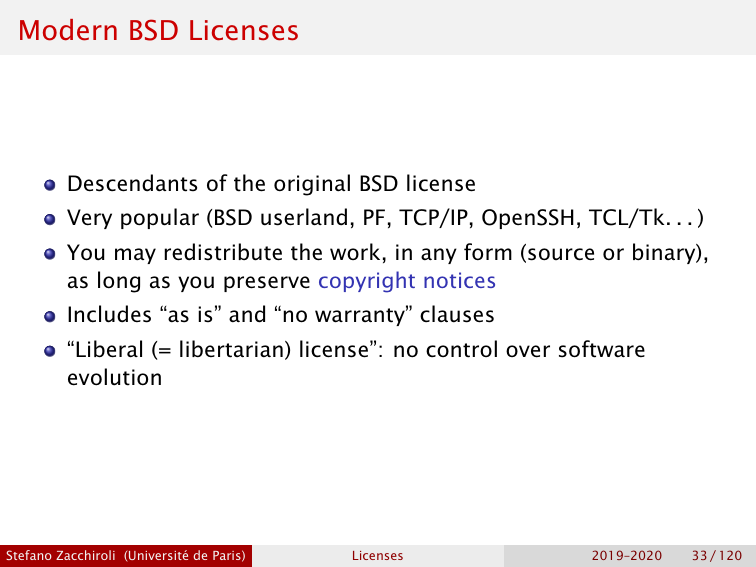 Modern BSD Licenses
Descendants of the original BSD license
Very popular (BSD userland, PF, TCP/IP, OpenSSH, TCL/Tk. . . )
You may redistribute the work, in any form (source or binary),
as long as you preserve copyright notices
Includes “as is” and “no warranty” clauses
“Liberal (= libertarian) license”: no control over software
evolution
Stefano Zacchiroli (Université de Paris) Licenses 2019–2020 33 / 120